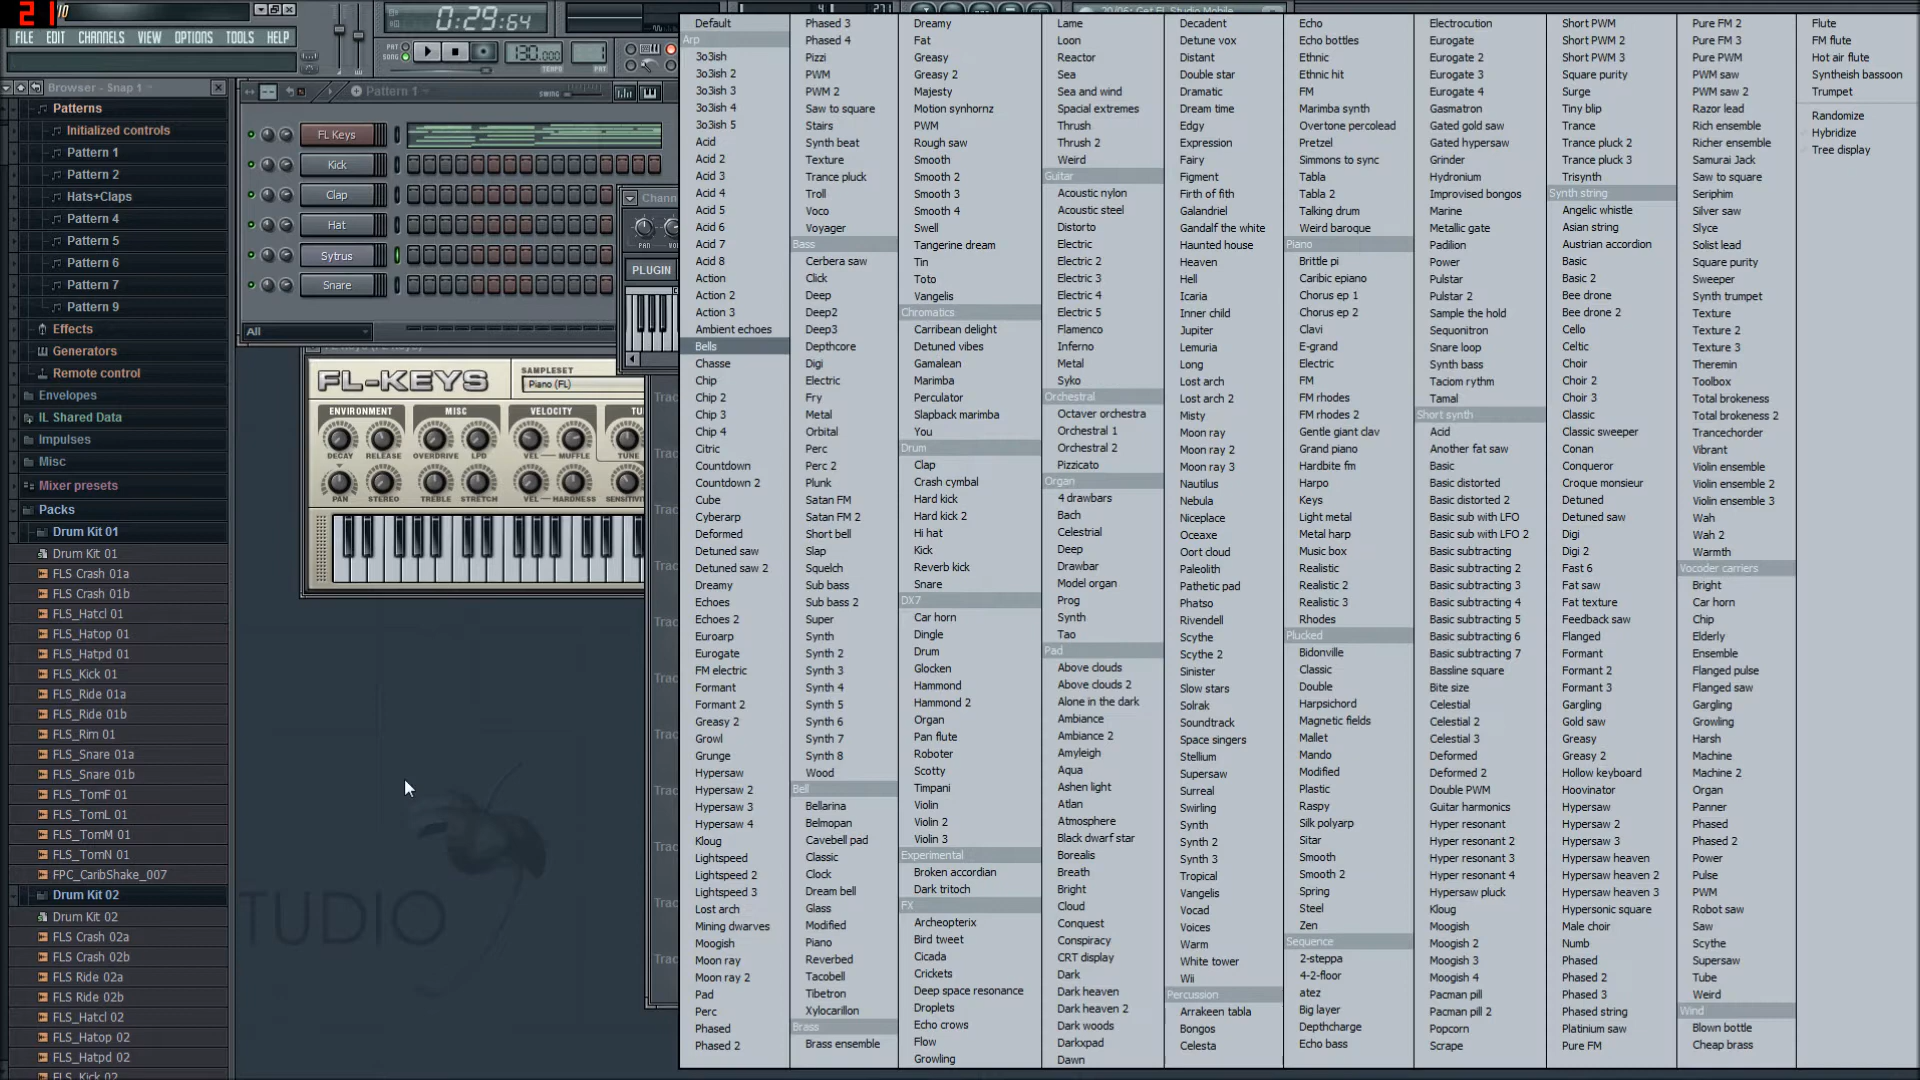 21
FILE EDIT CHANNELS VIEW OPTIONS TOOLS HELP
0:29:64
PAT
SONG
130.000
TEMPO
PAT
Browser - Snap 1
Patterns
Initialized controls
Pattern 1
Pattern 2
Hats+Claps
Pattern 4
Pattern 5
Pattern 6
Pattern 7
Pattern 9
Effects
Generators
Remote control
Envelopes
IL Shared Data
Impulses
Misc
Mixer presets
Packs
Drum Kit 01
Drum Kit 01
FLS Crash 01a
FLS Crash 01b
FLS_Hatcl 01
FLS_Hatop 01
FLS_Hatpd 01
FLS_Kick 01
FLS_Ride 01a
FLS_Ride 01b
FLS_Rim 01
FLS_Snare 01a
FLS_Snare 01b
FLS_TomF 01
FLS_TomL 01
FLS_TomM 01
FLS_TomN 01
FPC_CaribShake_007
Drum Kit 02
Drum Kit 02
FLS Crash 02a
FLS Crash 02b
FLS Ride 02a
FLS Ride 02b
FLS_Hatcl 02
FLS_Hatop 02
FLS_Hatpd 02
FLS_Kick 02
Pattern 1
SWING
FL Keys
Kick
Clap
Hat
Sytrus
Snare
All
PAN
PLUGIN
FL-KEYS
SAMPLESET
Piano (FL)
ENVIRONMENT MISC VELOCITY
DECAY RELEASE OVERDRIVE LPD VEL MUFFLE TUNE
PAN STEREO TREBLE STRETCH VEL HARDNESS
TUDIO
Default
Arp
3o3ish
3o3ish 2
3o3ish 3
3o3ish 4
3o3ish 5
Acid
Acid 2
Acid 3
Acid 4
Acid 5
Acid 6
Acid 7
Acid 8
Action
Action 2
Action 3
Ambient echoes
Bells
Chasse
Chip
Chip 2
Chip 3
Chip 4
Citric
Countdown
Countdown 2
Cube
Cyberarp
Deformed
Detuned saw
Detuned saw 2
Dreamy
Echoes
Echoes 2
Euroarp
Eurogate
FM electric
Formant
Formant 2
Greasy 2
Growl
Grunge
Hypersaw
Hypersaw 2
Hypersaw 3
Hypersaw 4
Kloug
Lightspeed
Lightspeed 2
Lightspeed 3
Lost arch
Mining dwarves
Moogish
Moon ray
Moon ray 2
Pad
Perc
Phased
Phased 2
Phased 3
Phased 4
Pizzi
PWM
PWM 2
Saw to square
Stairs
Synth beat
Texture
Trance pluck
Troll
Voco
Voyager
Bass
Cerbera saw
Click
Deep
Deep2
Deep3
Depthcore
Digi
Electric
Fry
Metal
Orbital
Perc
Perc 2
Plunk
Satan FM
Satan FM 2
Short bell
Slap
Squelch
Sub bass
Sub bass 2
Super
Synth
Synth 2
Synth 3
Synth 4
Synth 5
Synth 6
Synth 7
Synth 8
Wood
Bell
Bellarina
Belmopan
Cavebell pad
Classic
Clock
Dream bell
Glass
Modified
Piano
Reverbed
Tacobell
Tibetron
Xylocarillon
Brass
Brass ensemble
Dreamy
Fat
Greasy
Greasy 2
Majesty
Motion synhornz
PWM
Rough saw
Smooth
Smooth 2
Smooth 3
Smooth 4
Swell
Tangerine dream
Tin
Toto
Vangelis
Chromatics
Carribean delight
Detuned vibes
Gamalean
Marimba
Perculator
Slapback marimba
You
Drum
Clap
Crash cymbal
Hard kick
Hard kick 2
Hi hat
Kick
Reverb kick
Snare
DX7
Car horn
Dingle
Drum
Glocken
Hammond
Hammond 2
Organ
Pan flute
Roboter
Scotty
Timpani
Violin
Violin 2
Violin 3
Experimental
Broken accordian
Dark tritoch
FX
Archeopterix
Bird tweet
Cicada
Crickets
Deep space resonance
Droplets
Echo crows
Flow
Growling
Lame
Loon
Reactor
Sea
Sea and wind
Spacial extremes
Thrush
Thrush 2
Weird
Guitar
Acoustic nylon
Acoustic steel
Distorto
Electric
Electric 2
Electric 3
Electric 4
Electric 5
Flamenco
Inferno
Metal
Syko
Orchestral
Octaver orchestra
Orchestral 1
Orchestral 2
Pizzicato
Organ
4 drawbars
Bach
Celestrial
Deep
Drawbar
Model organ
Prog
Synth
Tao
Pad
Above clouds
Above clouds 2
Alone in the dark
Ambiance
Ambiance 2
Amyleigh
Aqua
Ashen light
Atlan
Atmosphere
Black dwarf star
Borealis
Breath
Bright
Cloud
Conquest
Conspiracy
CRT display
Dark
Dark heaven
Dark heaven 2
Dark woods
Darkxpad
Dawn
Decadent
Detune vox
Distant
Double star
Dramatic
Dream time
Edgy
Expression
Fairy
Figment
Firth of fith
Galandriel
Gandalf the white
Haunted house
Heaven
Hell
Icaria
Inner child
Jupiter
Lemuria
Long
Lost arch
Lost arch 2
Misty
Moon ray
Moon ray 2
Moon ray 3
Nautilus
Nebula
Niceplace
Oceaxe
Oort cloud
Paleolith
Pathetic pad
Phatso
Rivendell
Scythe
Scythe 2
Sinister
Slow stars
Solrak
Soundtrack
Space singers
Stellium
Supersaw
Surreal
Swirling
Synth
Synth 2
Synth 3
Tropical
Vangelis
Vocad
Voices
Warm
White tower
Wii
Percussion
Arrakeen tabla
Bongos
Celesta
Echo
Echo bottles
Ethnic
Ethnic hit
FM
Marimba synth
Overtone percolead
Pretzel
Simmons to sync
Tabla
Tabla 2
Talking drum
Weird baroque
Piano
Brittle pi
Caribic epiano
Chorus ep 1
Chorus ep 2
Clavi
E-grand
Electric
FM
FM rhodes
FM rhodes 2
Gentle giant clav
Grand piano
Hardbite fm
Harpo
Keys
Light metal
Metal harp
Music box
Realistic
Realistic 2
Realistic 3
Rhodes
Plucked
Bidonville
Classic
Double
Harpsichord
Magnetic fields
Mallet
Mando
Modified
Plastic
Raspy
Silk polyarp
Sitar
Smooth
Smooth 2
Spring
Steel
Zen
Sequence
2-steppa
4-2-floor
atez
Big layer
Depthcharge
Echo bass
Electrocution
Eurogate
Eurogate 2
Eurogate 3
Eurogate 4
Gasmatron
Gated gold saw
Gated hypersaw
Grinder
Hydronium
Improvised bongos
Marine
Metallic gate
Padilion
Power
Pulstar
Pulstar 2
Sample the hold
Sequonitron
Snare loop
Synth bass
Taciom rythm
Tamal
Short synth
Acid
Another fat saw
Basic
Basic distorted
Basic distorted 2
Basic sub with LFO
Basic sub with LFO 2
Basic subtracting
Basic subtracting 2
Basic subtracting 3
Basic subtracting 4
Basic subtracting 5
Basic subtracting 6
Basic subtracting 7
Bassline square
Bite size
Celestial
Celestial 2
Celestial 3
Deformed
Deformed 2
Double PWM
Guitar harmonics
Hyper resonant
Hyper resonant 2
Hyper resonant 3
Hyper resonant 4
Hypersaw pluck
Kloug
Moogish
Moogish 2
Moogish 3
Moogish 4
Pacman pill
Pacman pill 2
Popcorn
Scrape
Short PWM
Short PWM 2
Short PWM 3
Square purity
Surge
Tiny blip
Trance
Trance pluck 2
Trance pluck 3
Trisynth
Synth string
Angelic whistle
Asian string
Austrian accordion
Basic
Basic 2
Bee drone
Bee drone 2
Cello
Celtic
Choir
Choir 2
Choir 3
Classic
Classic sweeper
Conan
Conqueror
Croque monsieur
Detuned
Detuned saw
Digi
Digi 2
Fast 6
Fat saw
Fat texture
Feedback saw
Flanged
Formant
Formant 2
Formant 3
Gargling
Gold saw
Greasy
Greasy 2
Hollow keyboard
Hoovinator
Hypersaw
Hypersaw 2
Hypersaw 3
Hypersaw heaven
Hypersaw heaven 2
Hypersaw heaven 3
Hypersonic square
Male choir
Numb
Phased
Phased 2
Phased 3
Phased string
Platinium saw
Pure FM
Pure FM 2
Pure FM 3
Pure PWM
PWM saw
PWM saw 2
Razor lead
Rich ensemble
Richer ensemble
Samurai Jack
Saw to square
Seriphim
Silver saw
Slyce
Solist lead
Square purity
Sweeper
Synth trumpet
Texture
Texture 2
Texture 3
Theremin
Toolbox
Total brokeness
Total brokeness 2
Trancechorder
Vibrant
Violin ensemble
Violin ensemble 2
Violin ensemble 3
Wah
Wah 2
Warmth
Vocoder carriers
Bright
Car horn
Chip
Elderly
Ensemble
Flanged pulse
Flanged saw
Gargling
Growling
Harsh
Machine
Machine 2
Organ
Panner
Phased
Phased 2
Power
Pulse
PWM
Robot saw
Saw
Scythe
Supersaw
Tube
Weird
Wind
Blown bottle
Cheap brass
Flute
FM flute
Hot air flute
Syntheish bassoon
Trumpet
Randomize
Hybridize
Tree display